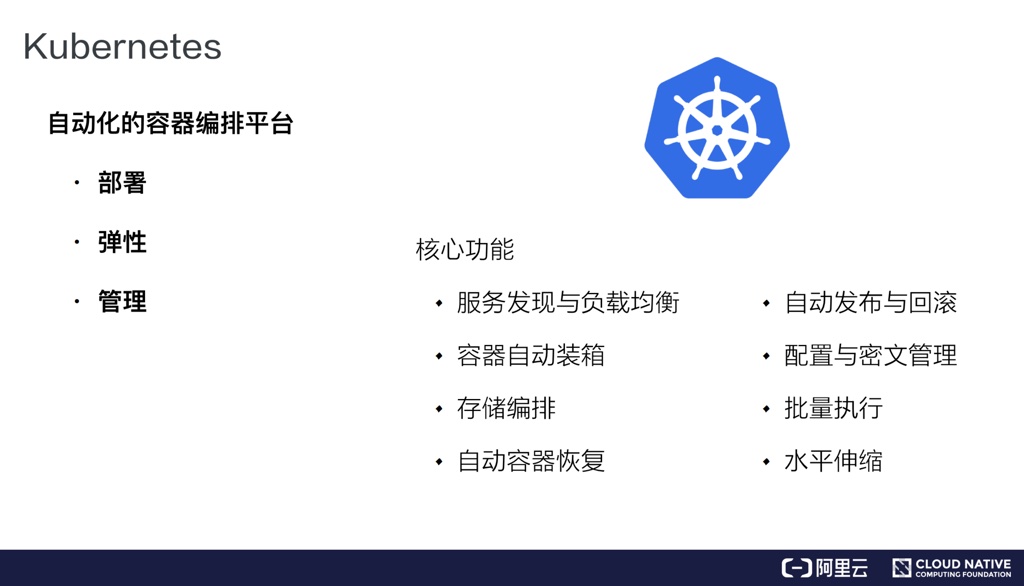 Kubernetes
自动化的容器编排平台
· 部署
· 弹性
· 管理
核心功能
• 服务发现与负载均衡
• 容器自动装箱
• 存储编排
• 自动容器恢复
• 自动发布与回滚
• 配置与密文管理
• 批量执行
• 水平伸缩
阿里云
CLOUD NATIVE
COMPUTING FOUNDATION